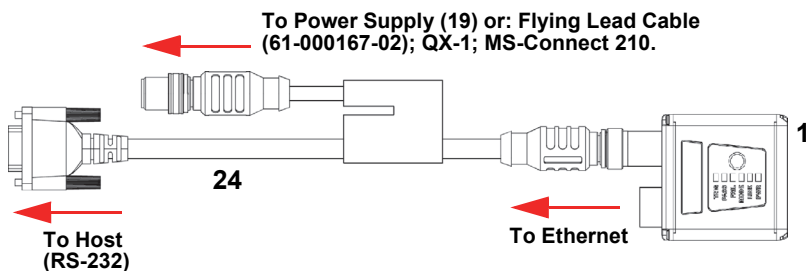 To Power Supply (19) or: Flying Lead Cable
(61-000167-02); QX-1; MS-Connect 210.
1
24
To Ethernet
To Host
(RS-232)